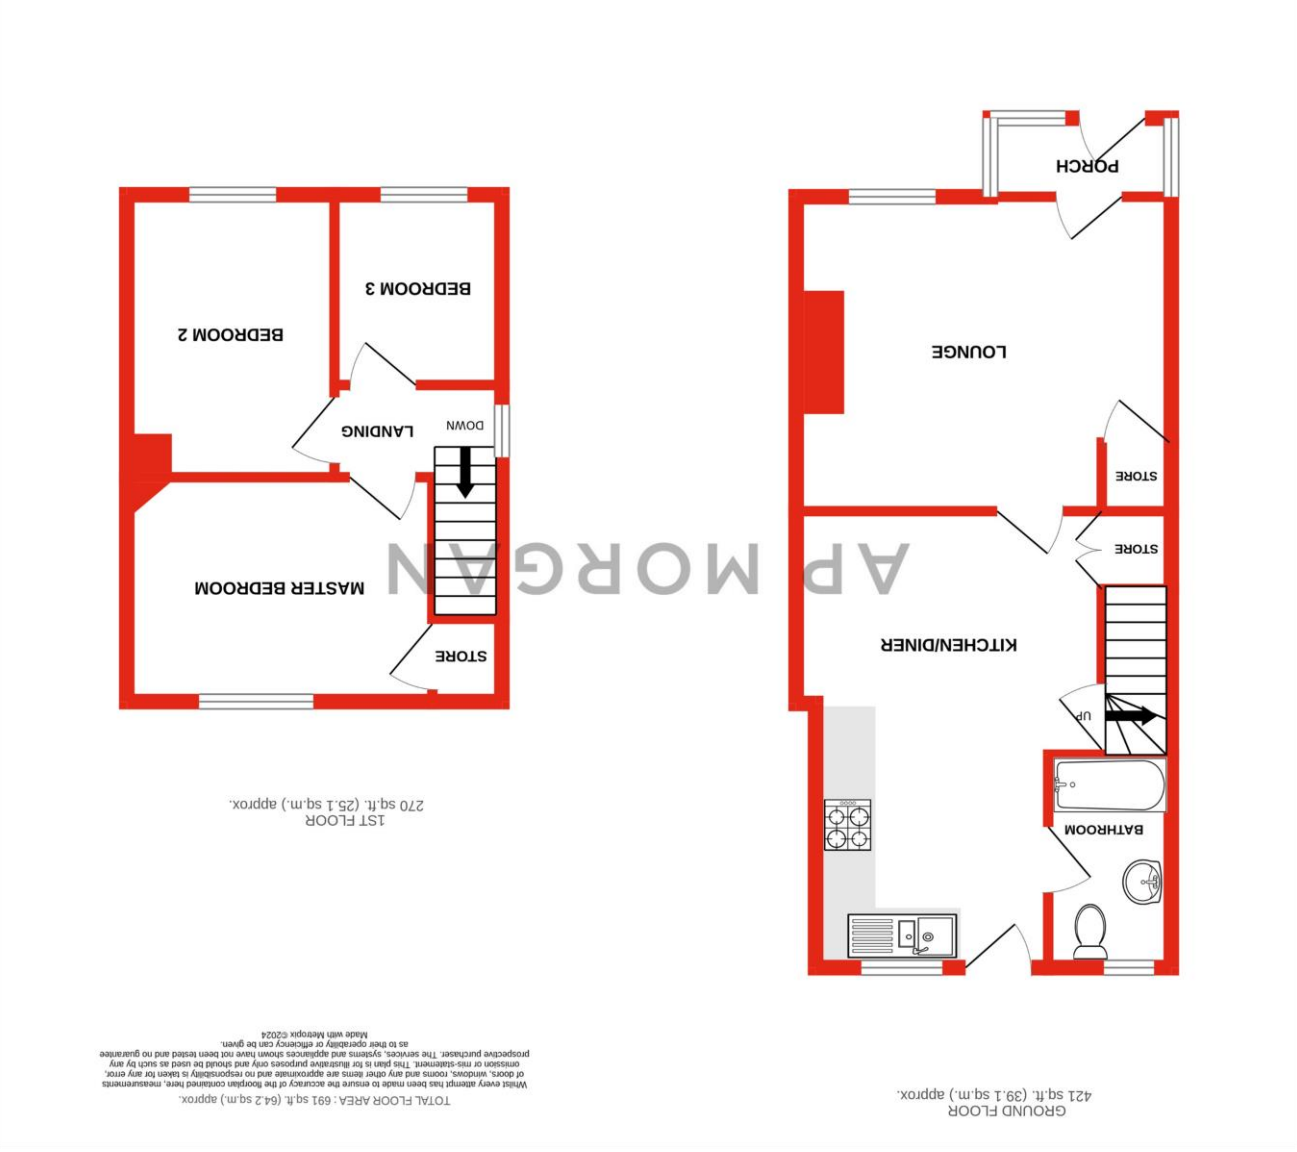 GROUND FLOOR
421 sq.ft. (39.1 sq.m.) approx.
1ST FLOOR
270 sq.ft. (25.1 sq.m.) approx.
BATHROOM
UP
KITCHEN/DINER
STORE
STORE
LOUNGE
PORCH
STORE
MASTER BEDROOM
DOWN
LANDING
BEDROOM 2
BEDROOM 3
AP MORGAN
TOTAL FLOOR AREA : 691 sq.ft. (64.2 sq.m.) approx.
Whilst every attempt has been made to ensure the accuracy of the floorplan contained here, measurements
of doors, windows, rooms and any other items are approximate and no responsibility is taken for any error,
omission or mis-statement. This plan is for illustrative purposes only and should be used as such by any
prospective purchaser. The services, systems and appliances shown have not been tested and no guarantee
as to their operability or efficiency can be given.
Made with Metropix ©2024